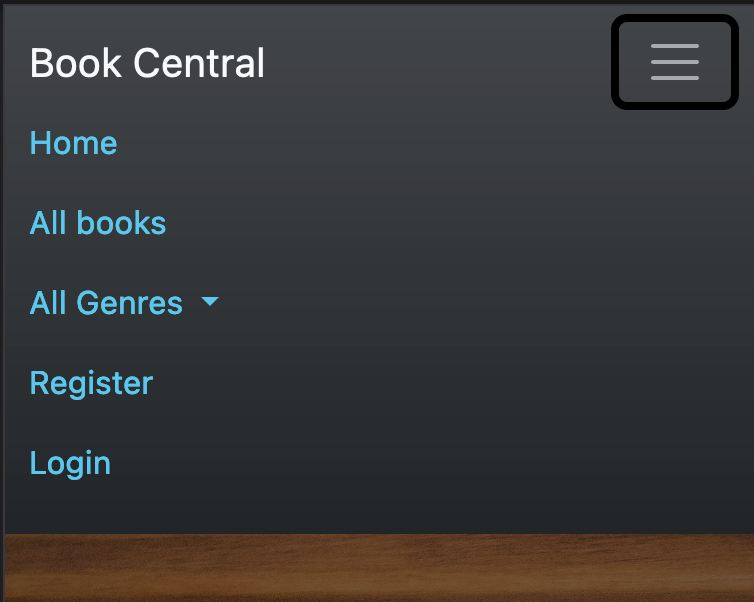 Book Central
Home
All books
All Genres
Register
Login